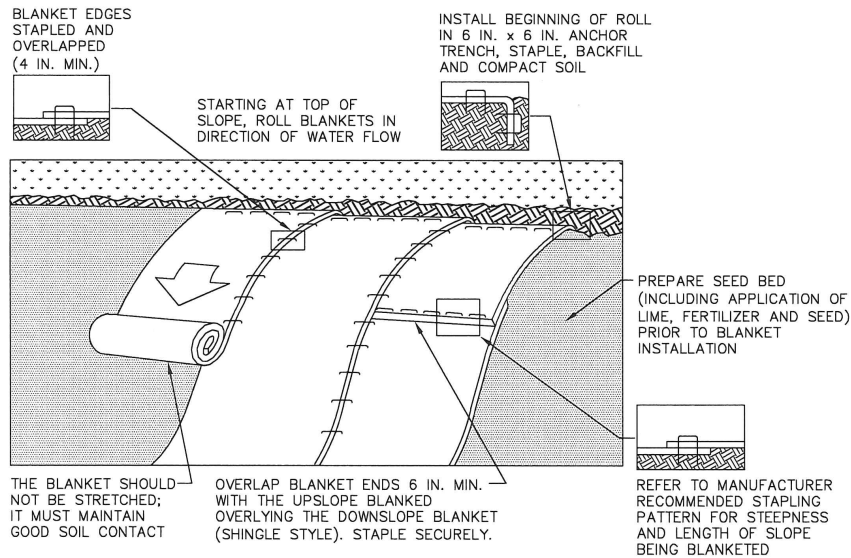 BLANKET EDGES
STAPLED AND
OVERLAPPED
(4 IN. MIN.)
STARTING AT TOP OF
SLOPE, ROLL BLANKETS IN
DIRECTION OF WATER FLOW
INSTALL BEGINNING OF ROLL
IN 6 IN. x 6 IN. ANCHOR
TRENCH, STAPLE, BACKFILL
AND COMPACT SOIL
PREPARE SEED BED
(INCLUDING APPLICATION OF
LIME, FERTILIZER AND SEED)
PRIOR TO BLANKET
INSTALLATION
THE BLANKET SHOULD
NOT BE STRETCHED;
IT MUST MAINTAIN
GOOD SOIL CONTACT
OVERLAP BLANKET ENDS 6 IN. MIN.
WITH THE UPSLOPE BLANKED
OVERLYING THE DOWNSLOPE BLANKET
(SHINGLE STYLE). STAPLE SECURELY.
REFER TO MANUFACTURER
RECOMMENDED STAPLING
PATTERN FOR STEEPNESS
AND LENGTH OF SLOPE
BEING BLANKETED